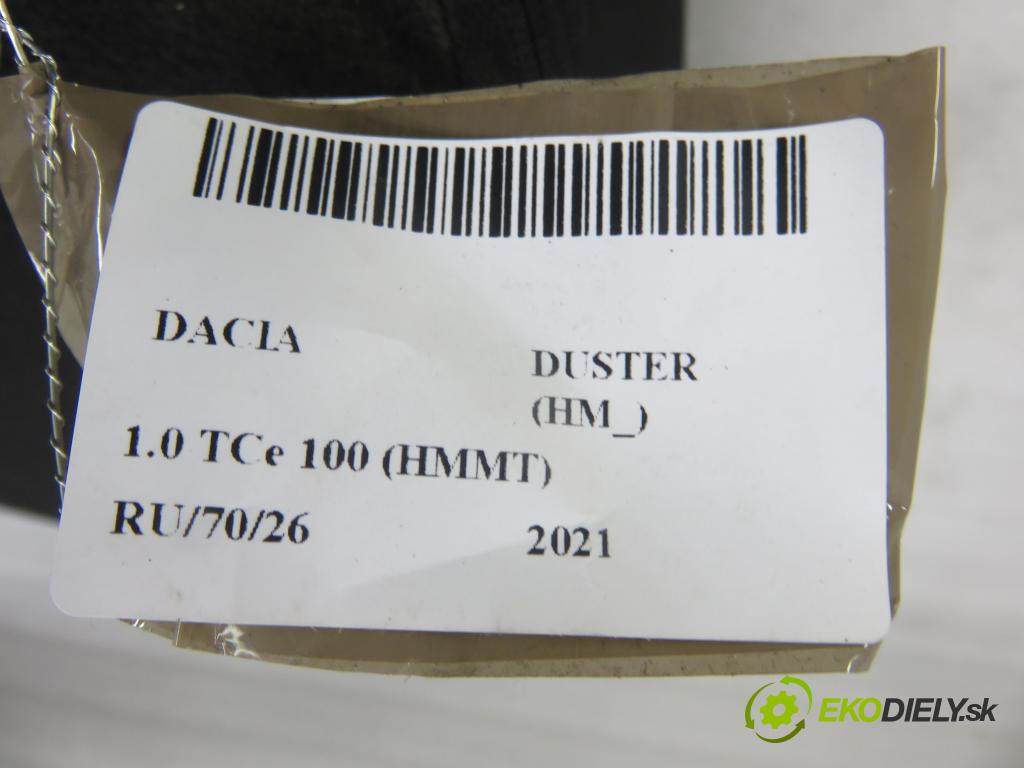 DACIA
DUSTER
(HM_)
1.0 TCe 100 (HMMT)
RU/70/26
2021
EKODIELY.sk